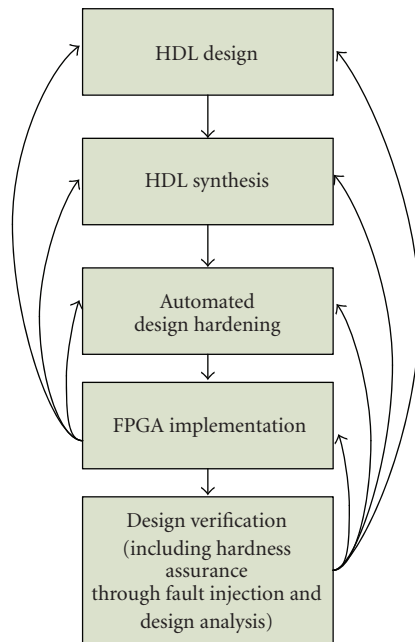 HDL design
HDL synthesis
Automated
design hardening
FPGA implementation
Design verification
(including hardness
assurance
through fault injection and
design analysis)